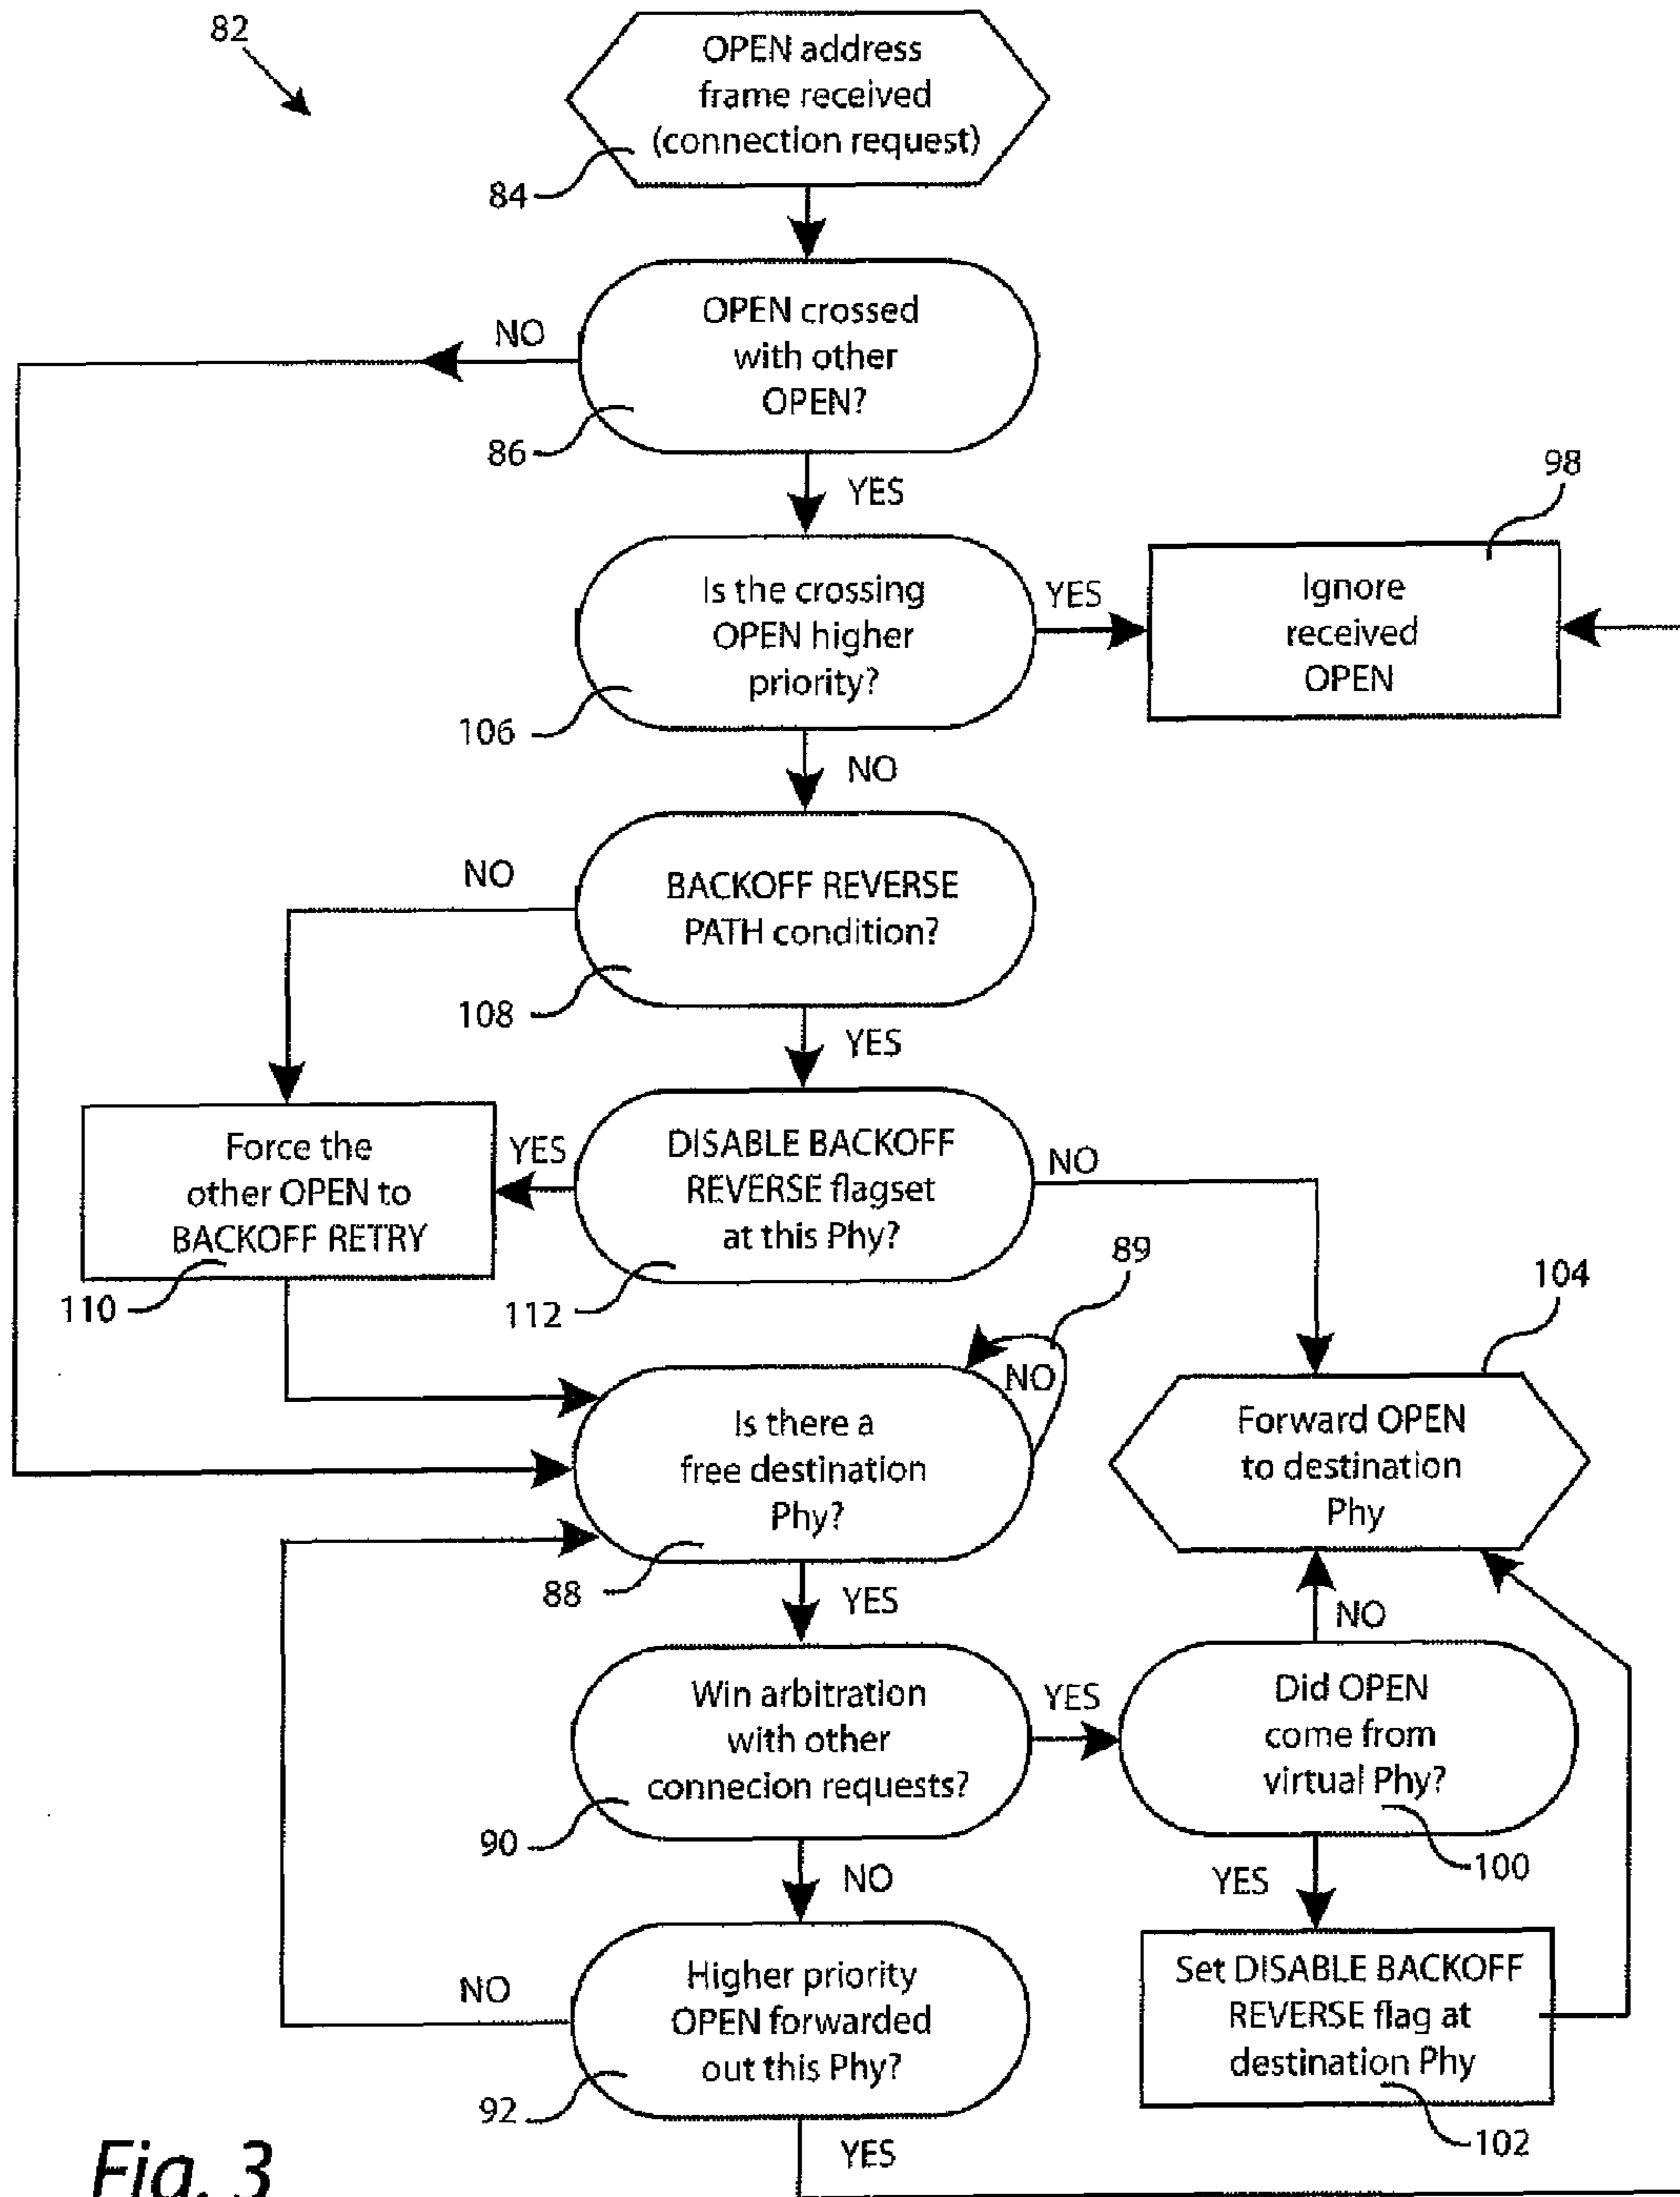 82
OPEN address
frame received
(connection request)
84
OPEN crossed
with other
OPEN?
NO
86
YES
98
Is the crossing
OPEN higher
priority?
YES
Ignore
received
OPEN
106
NO
BACKOFF REVERSE
PATH condition?
NO
108
YES
Force the
other OPEN to
BACKOFF RETRY
YES
DISABLE BACKOFF
REVERSE flagset
at this Phy?
NO
110
112
89
104
NO
Is there a
free destination
Phy?
Forward OPEN
to destination
Phy
88
YES
NO
Win arbitration
with other
connecion requests?
YES
Did OPEN
come from
virtual Phy?
90
100
NO
YES
Higher priority
OPEN forwarded
out this Phy?
NO
Set DISABLE BACKOFF
REVERSE flag at
destination Phy
92
102
YES
Fig. 3